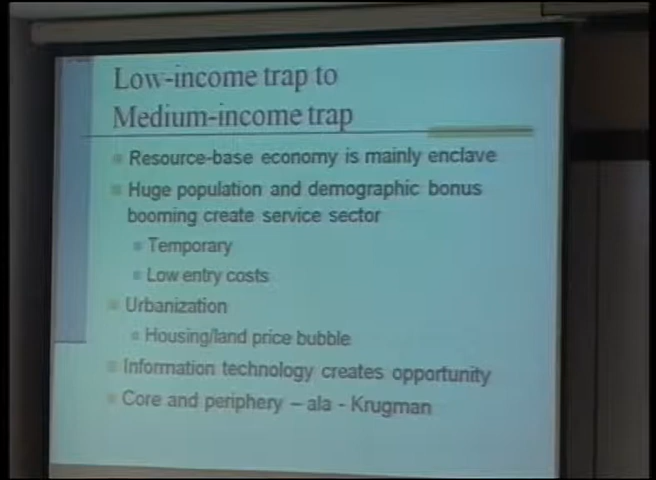 Low-income trap to
Medium-income trap
Resource-base economy is mainly enclave
Huge population and demographic bonus
booming create service sector
Temporary
Low entry costs
Urbanization
Housing/land price bubble
Information technology creates opportunity
Core and periphery – ala - Krugman